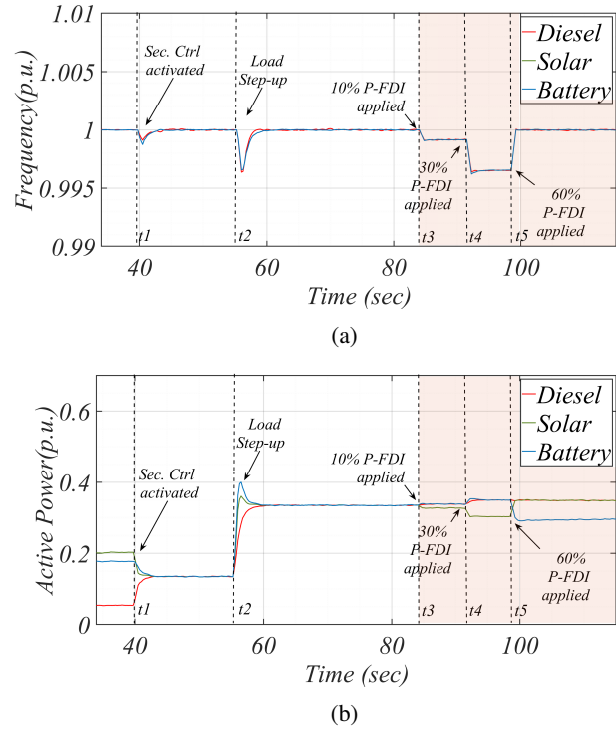 1.01
1.005
1
0.995
0.99
Frequency(p.u.)
Sec. Ctrl
activated
Load
Step-up
10% P-FDI
applied
30%
P-FDI
applied
60%
P-FDI
applied
Diesel
Solar
Battery
t1
t2
t3
t4
t5
40
60
80
100
Time (sec)
(a)
0.6
0.4
0.2
0
Active Power(p.u.)
Sec. Ctrl
activated
Load
Step-up
10% P-FDI
applied
30%
P-FDI
applied
60%
P-FDI
applied
Diesel
Solar
Battery
t1
t2
t3
t4
t5
40
60
80
100
Time (sec)
(b)